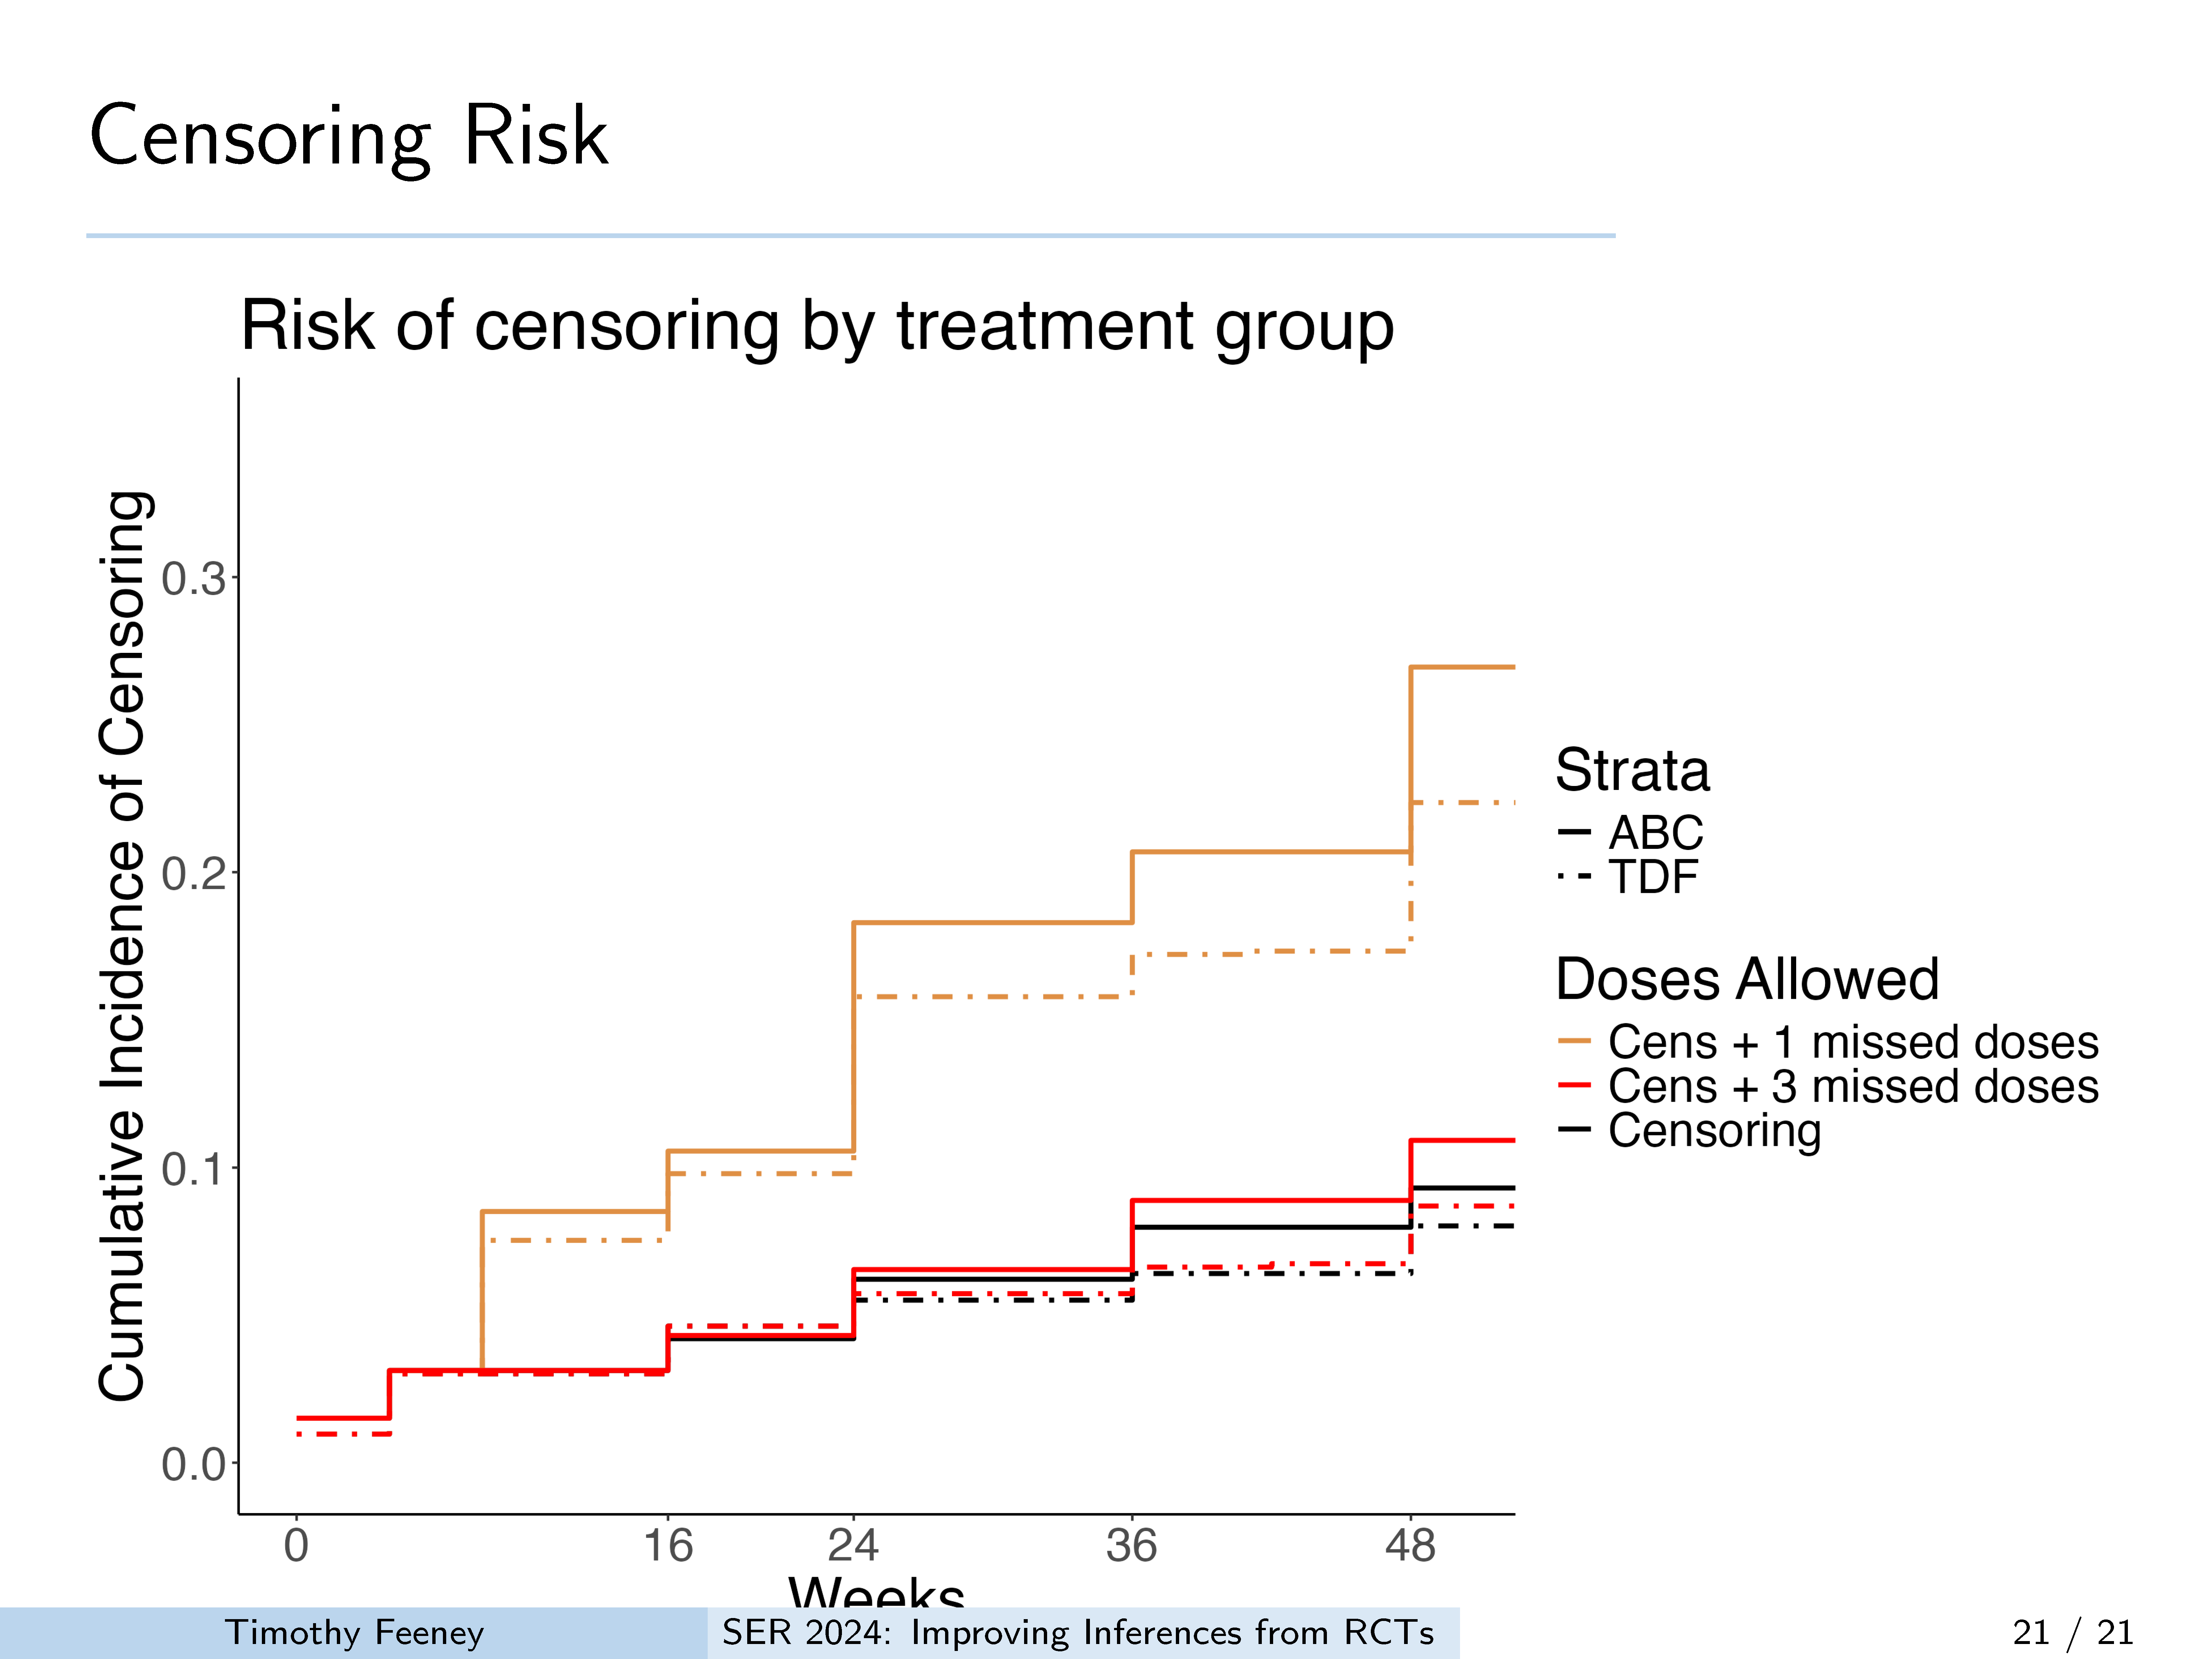 Censoring Risk
Risk of censoring by treatment group
Cumulative Incidence of Censoring
0.3
0.2
0.1
0.0
0 16 24 36 48
Weeks
Strata
ABC
TDF
Doses Allowed
Cens + 1 missed doses
Cens + 3 missed doses
Censoring
Timothy Feeney SER 2024: Improving Inferences from RCTs 21 / 21